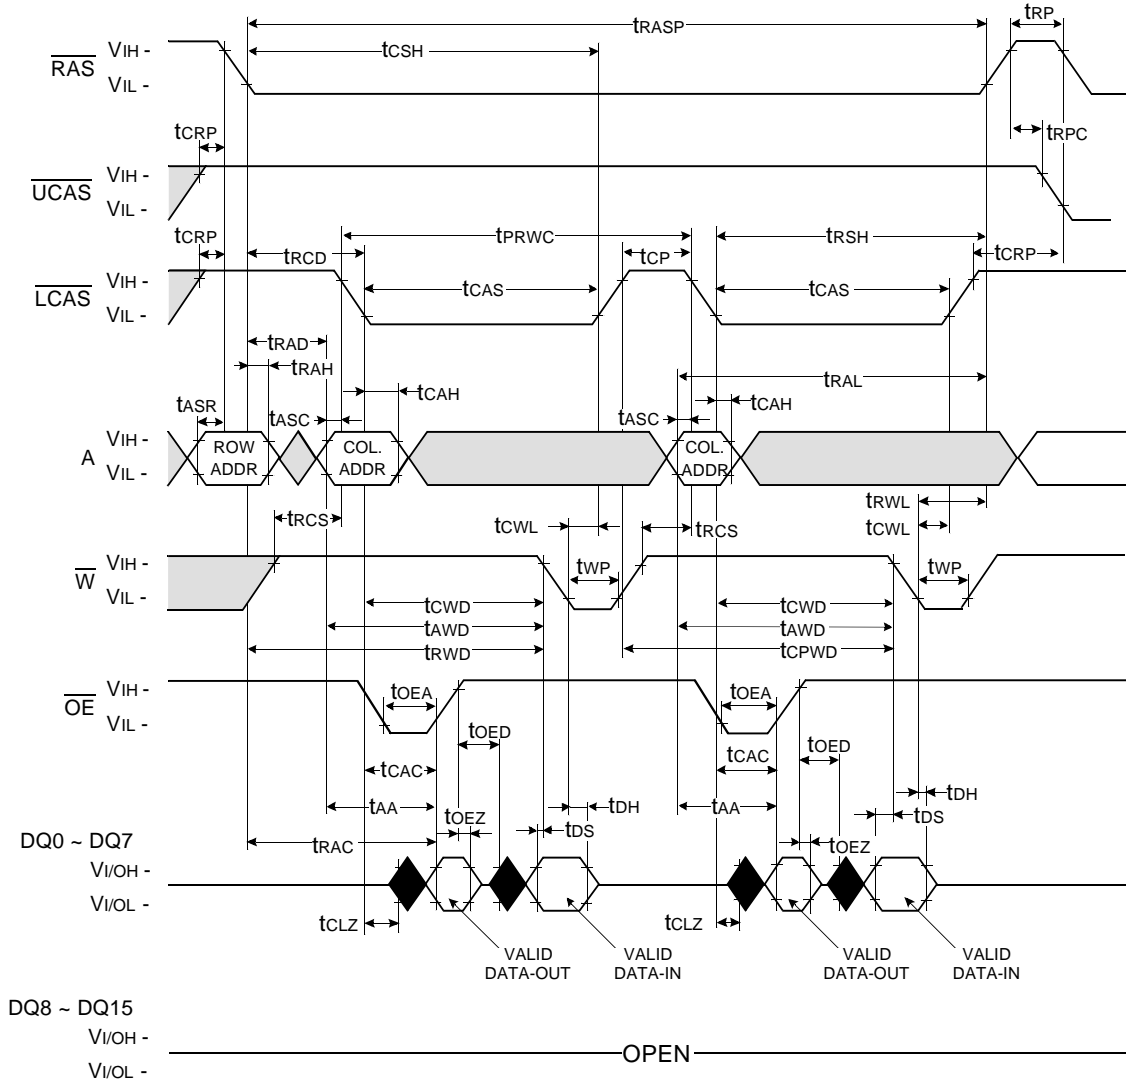 tRASP
tRP
tCSH
RAS
VIH -
VIL -
tCRP
tRPC
UCAS
VIH -
VIL -
tCRP
tRCD
tPRWC
tCP
tRSH
tCRP
LCAS
VIH -
VIL -
tCAS
tCAS
tRAD
tRAH
tRAL
tASR
tASC
tCAH
tASC
tCAH
A
VIH -
VIL -
ROW
ADDR
COL.
ADDR
COL.
ADDR
tRWL
tRCS
tCWL
tRCS
tCWL
W
VIH -
VIL -
tWP
tWP
tCWD
tCWD
tAWD
tAWD
tRWD
tCPWD
OE
VIH -
VIL -
tOEA
tOEA
tOED
tOED
tCAC
tCAC
tAA
tDH
tAA
tDH
tOEZ
tDS
tOEZ
tDS
tRAC
DQ0 ~ DQ7
VI/OH -
VI/OL -
tCLZ
tCLZ
VALID
DATA-OUT
VALID
DATA-IN
VALID
DATA-OUT
VALID
DATA-IN
DQ8 ~ DQ15
VI/OH -
VI/OL -
OPEN